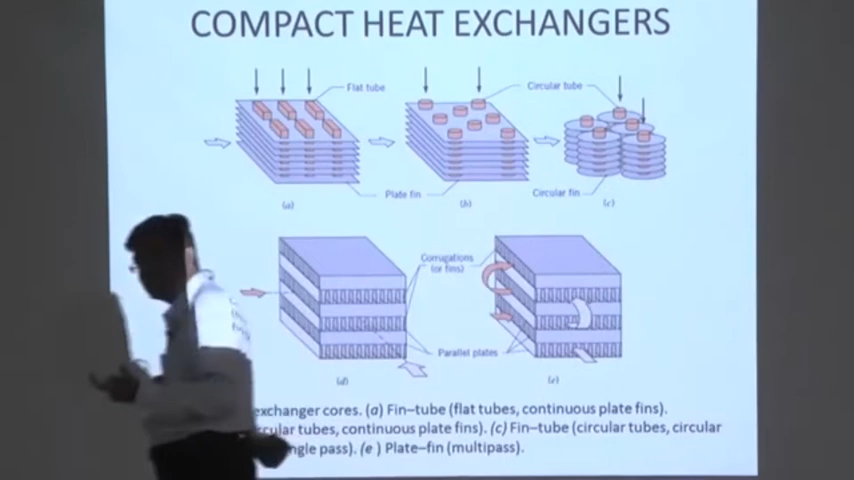 COMPACT HEAT EXCHANGERS
Flat tube
Circular tube
Plate fin
Circular fin
(a)
(b)
(c)
Corrugations
(or fins)
Parallel plates
(d)
(e)
exchanger cores. (a) Fin–tube (flat tubes, continuous plate fins).
tubes, continuous plate fins). (c) Fin–tube (circular tubes, circular
pass). (e ) Plate–fin (multipass).